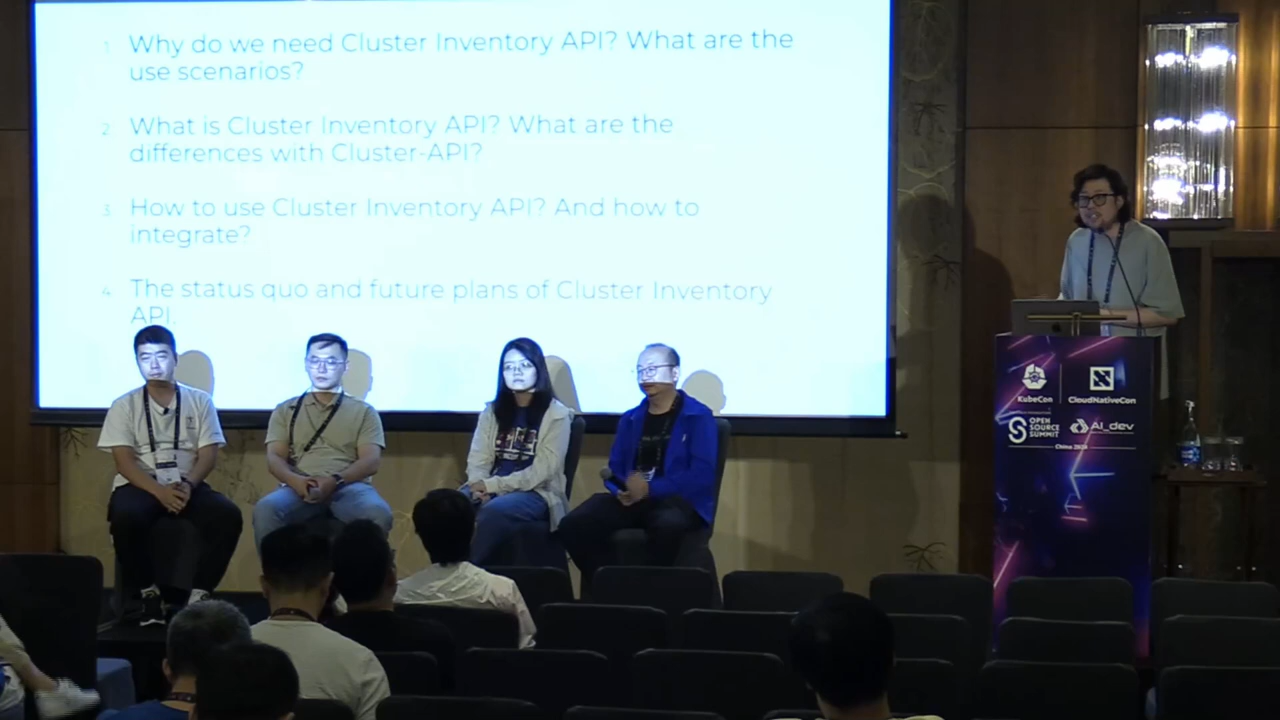 1. Why do we need Cluster Inventory API? What are the
use scenarios?
2. What is Cluster Inventory API? What are the
differences with Cluster-API?
3. How to use Cluster Inventory API? And how to
integrate?
4. The status quo and future plans of Cluster Inventory
API.
KubeCon
CloudNativeCon
OPEN
SOURCE
SUMMIT
AI_dev
China 2024